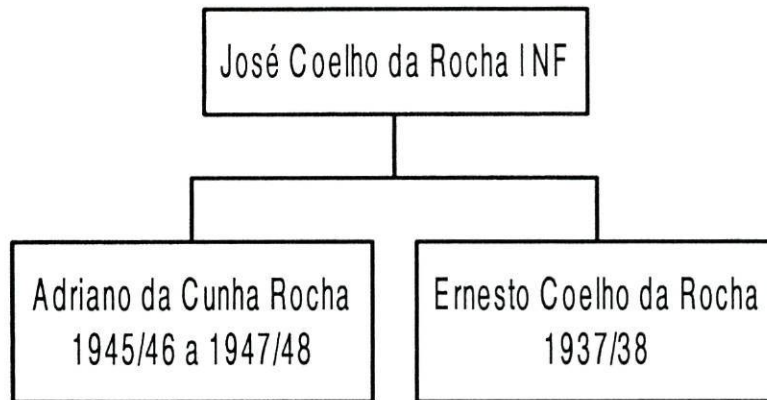 José Coelho da Rocha INF
Adriano da Cunha Rocha
1945/46 a 1947/48
Ernesto Coelho da Rocha
1937/38